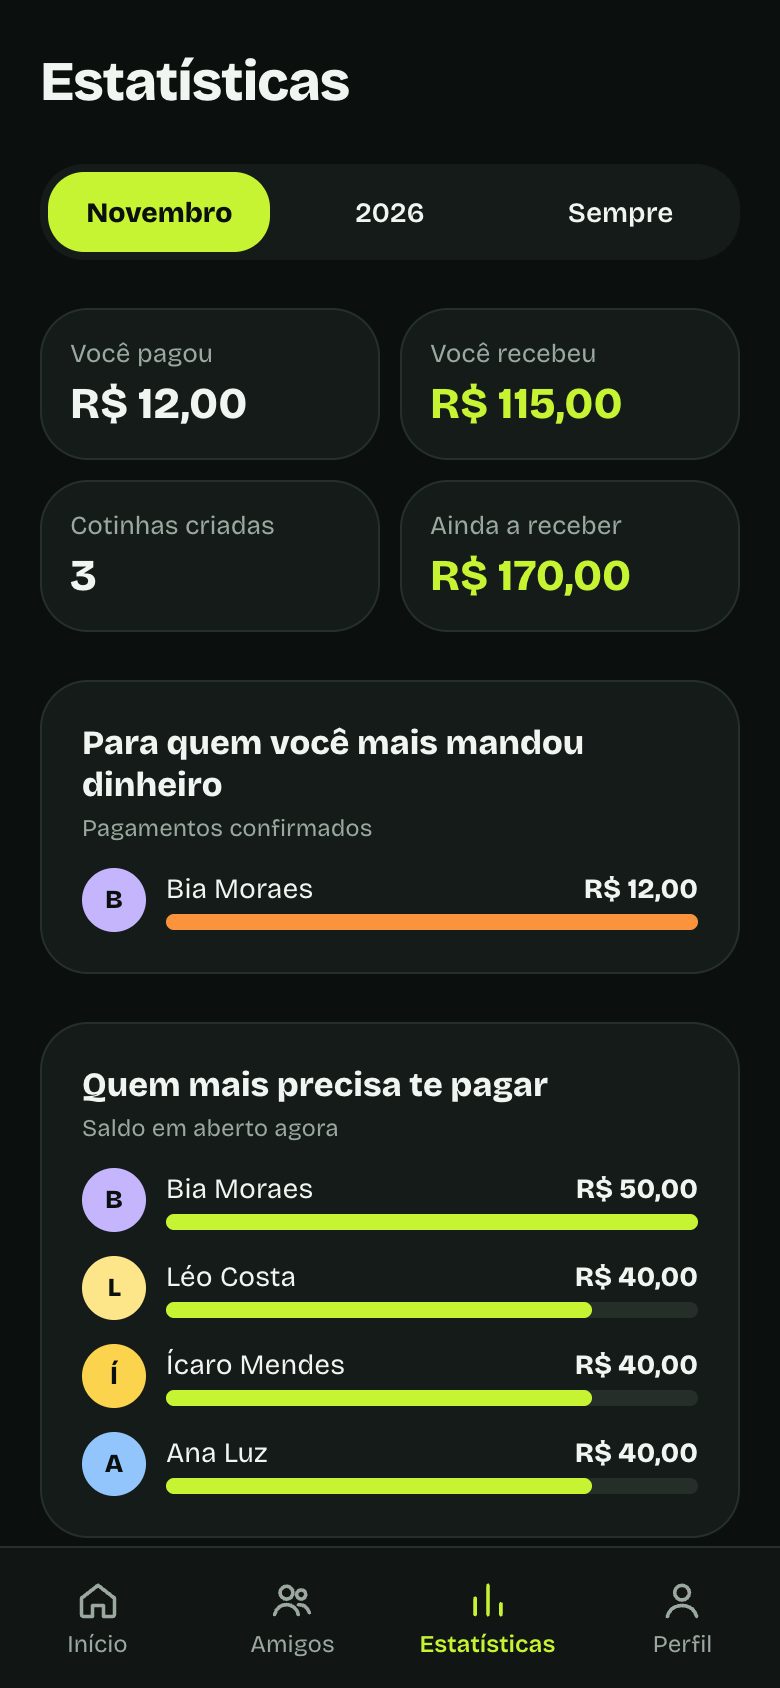 Estatísticas
Novembro
2026
Sempre
Você pagou
R$ 12,00
Você recebeu
R$ 115,00
Cotinhas criadas
3
Ainda a receber
R$ 170,00
Para quem você mais mandou
dinheiro
Pagamentos confirmados
B
Bia Moraes
R$ 12,00
Quem mais precisa te pagar
Saldo em aberto agora
B
Bia Moraes
R$ 50,00
L
Léo Costa
R$ 40,00
Í
Ícaro Mendes
R$ 40,00
A
Ana Luz
R$ 40,00
Início
Amigos
Estatísticas
Perfil